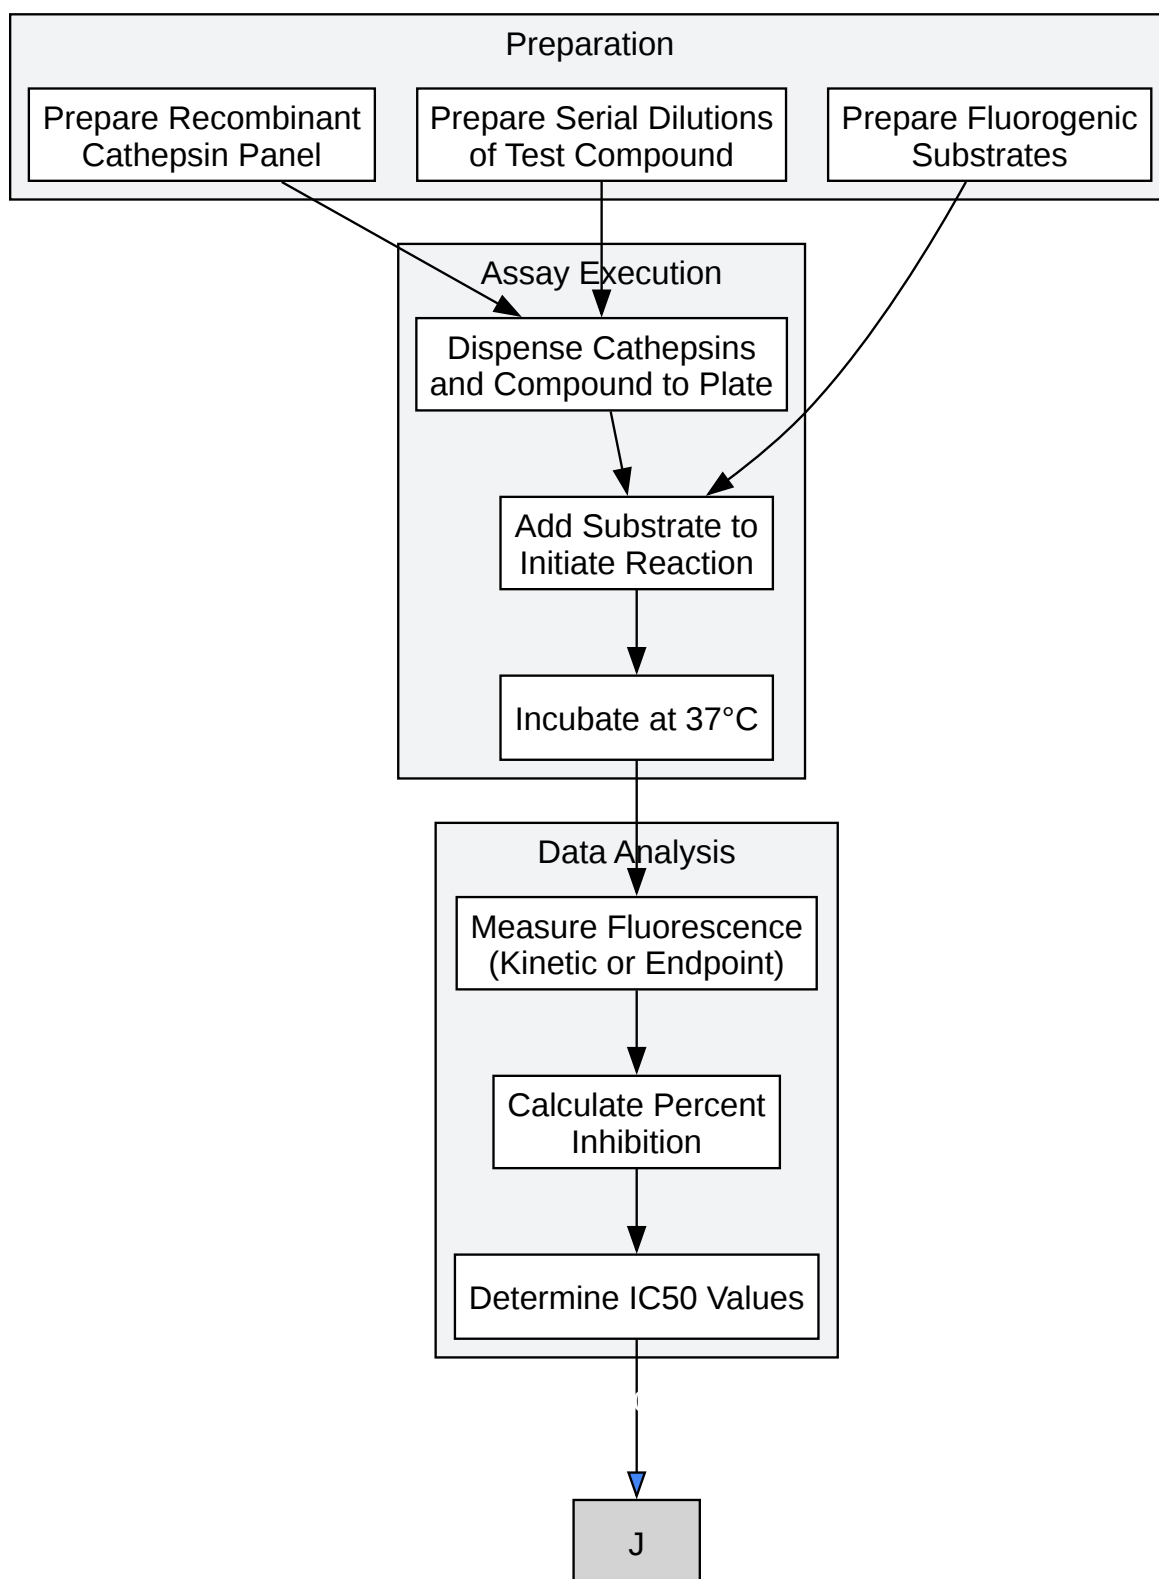 Preparation
Prepare Recombinant
Cathepsin Panel
Prepare Serial Dilutions
of Test Compound
Prepare Fluorogenic
Substrates
Assay Execution
Dispense Cathepsins
and Compound to Plate
Add Substrate to
Initiate Reaction
Incubate at 37°C
Data Analysis
Measure Fluorescence
(Kinetic or Endpoint)
Calculate Percent
Inhibition
Determine IC50 Values
J